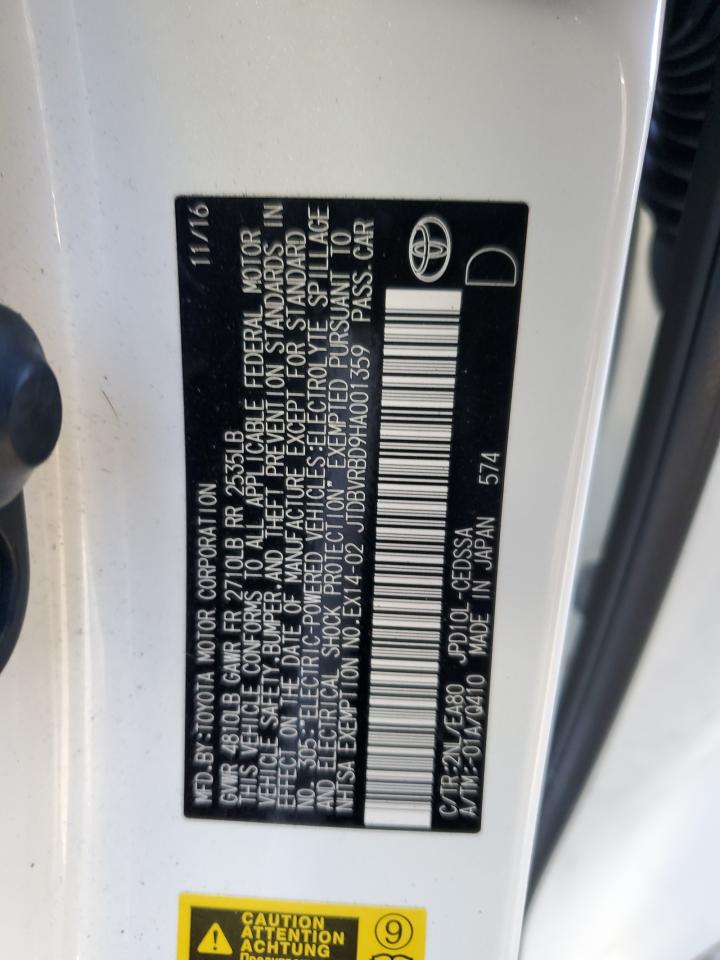 MFD.BY:TOYOTA MOTOR CORPORATION 11/16
GVWR 4810LB GAWR FR 2710LB RR 2535LB
THIS VEHICLE CONFORMS TO ALL APPLICABLE FEDERAL MOTOR
VEHICLE SAFETY,BUMPER,AND THEFT PREVENTION STANDARDS IN
EFFECT ON THE DATE OF MANUFACTURE,EXCEPT FOR STANDARD
NO. 305:"ELECTRIC-POWERED VEHICLES:ELECTROLYTE SPILLAGE
AND ELECTRICAL SHOCK PROTECTION" EXEMPTED PURSUANT TO
NHTSA EXEMPTION NO.EX14-02 JTDBVRBD9HA001359 PASS.CAR
C/TR:2NL/EA80 JPD10L-CEDSSA
A/TM:-01A/Q410 MADE IN JAPAN 574
D
CAUTION
ATTENTION
ACHTUNG
9